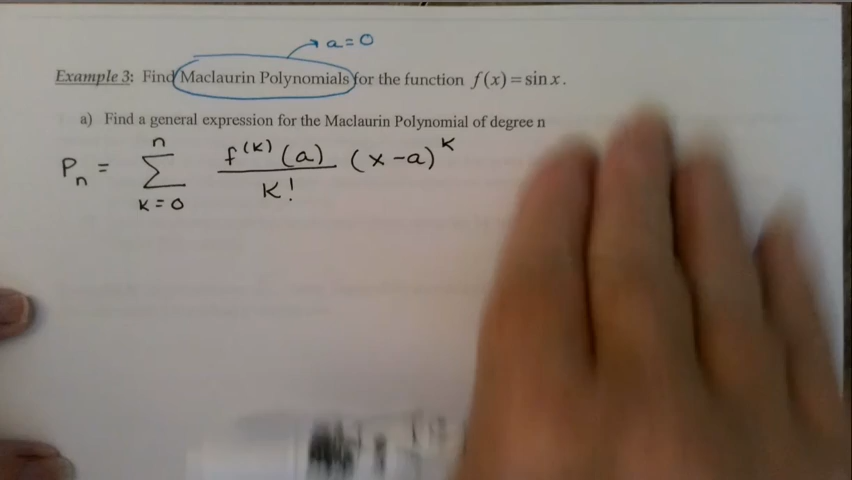 a = 0
Example 3: Find Maclaurin Polynomials for the function f(x) = sin x.
a) Find a general expression for the Maclaurin Polynomial of degree n
Pₙ = ∑ₖ₌₀ⁿ f⁽ᵏ⁾(a)/k! (x-a)ᵏ